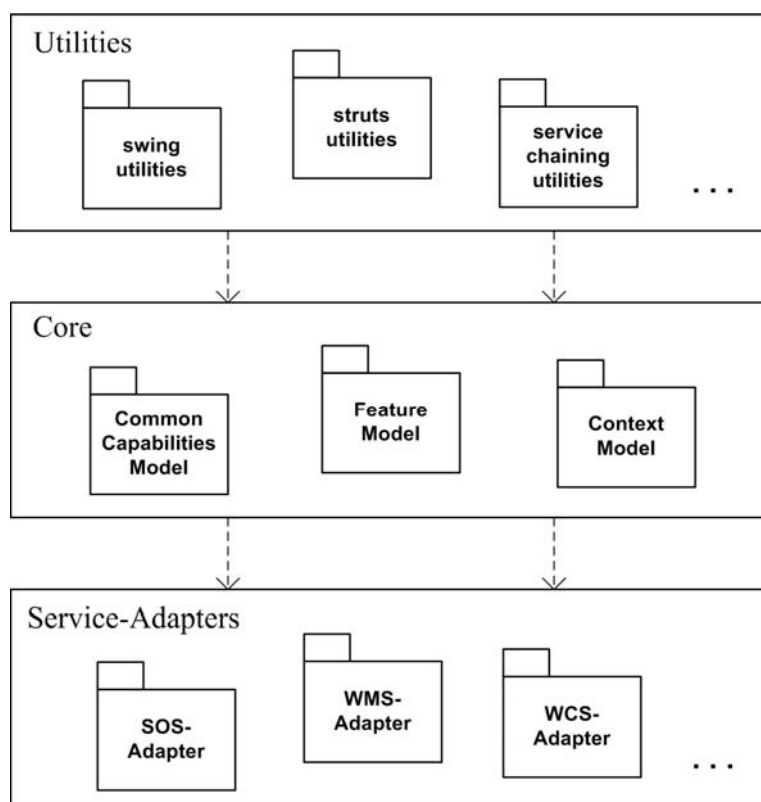 Utilities
swing
utilities
struts
utilities
service
chaining
utilities
. . .
Core
Common
Capabilities
Model
Feature
Model
Context
Model
Service-Adapters
SOS-
Adapter
WMS-
Adapter
WCS-
Adapter
. . .